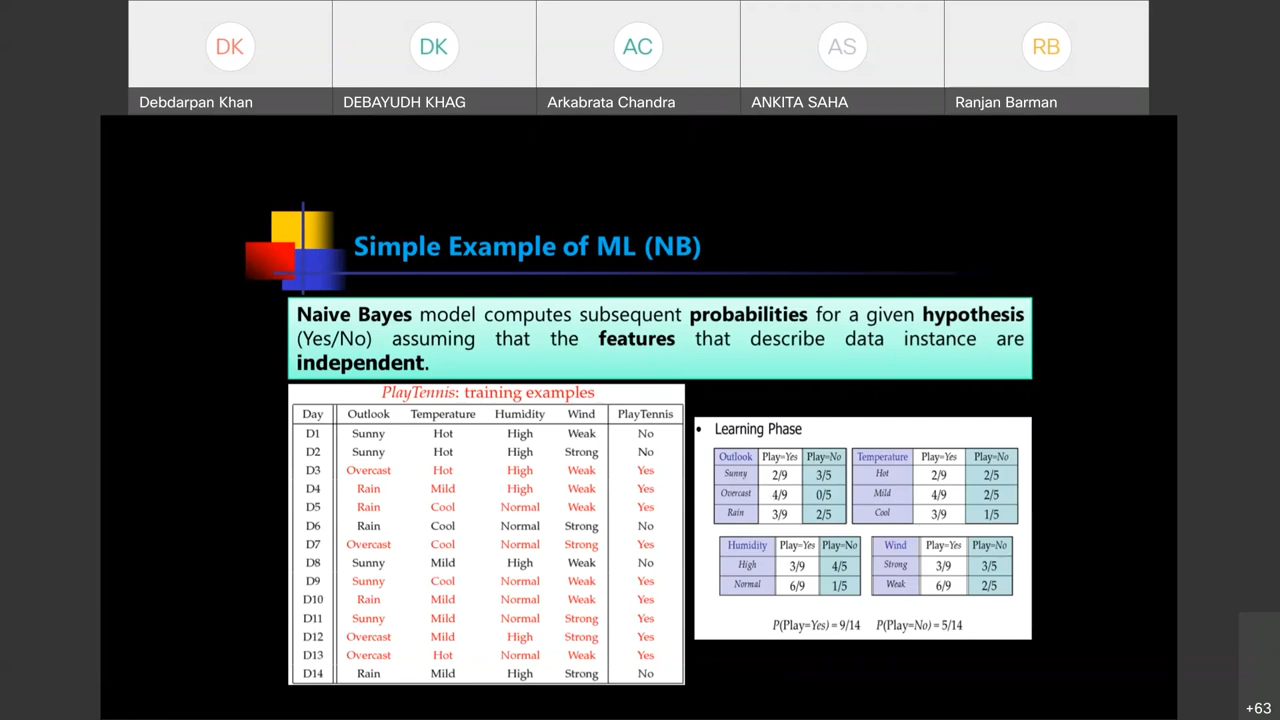 DK DK AC AS RB
Debdarpan Khan DEBAYUDH KHAG Arkabrata Chandra ANKITA SAHA Ranjan Barman
Simple Example of ML (NB)
Naive Bayes model computes subsequent probabilities for a given hypothesis
(Yes/No) assuming that the features that describe data instance are
independent.
PlayTennis: training examples
Day Outlook Temperature Humidity Wind PlayTennis
D1 Sunny Hot High Weak No
D2 Sunny Hot High Strong No
D3 Overcast Hot High Weak Yes
D4 Rain Mild High Weak Yes
D5 Rain Cool Normal Weak Yes
D6 Rain Cool Normal Strong No
D7 Overcast Cool Normal Strong Yes
D8 Sunny Mild High Weak No
D9 Sunny Cool Normal Weak Yes
D10 Rain Mild Normal Weak Yes
D11 Sunny Mild Normal Strong Yes
D12 Overcast Mild High Strong Yes
D13 Overcast Hot Normal Weak Yes
D14 Rain Mild High Strong No
• Learning Phase
Outlook Play=Yes Play=No
Sunny 2/9 3/5
Overcast 4/9 0/5
Rain 3/9 2/5
Temperature Play=Yes Play=No
Hot 2/9 2/5
Mild 4/9 2/5
Cool 3/9 1/5
Humidity Play=Yes Play=No
High 3/9 4/5
Normal 6/9 1/5
Wind Play=Yes Play=No
Strong 3/9 3/5
Weak 6/9 2/5
P(Play=Yes) = 9/14 P(Play=No) = 5/14
+63